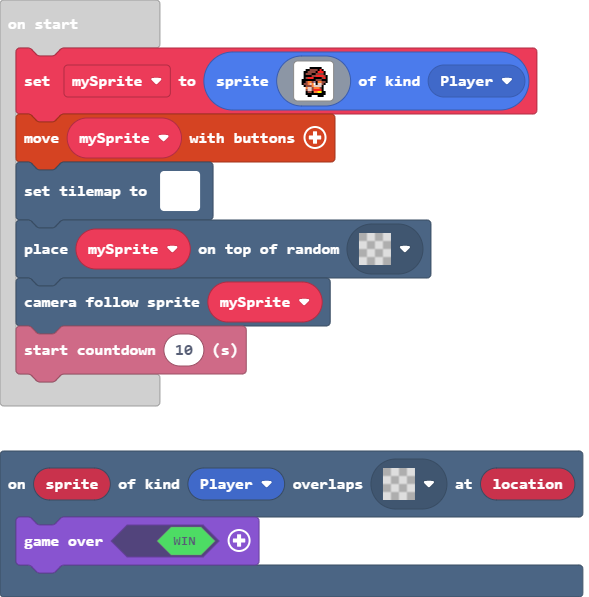 on start
set mySprite to sprite of kind Player
move mySprite with buttons
set tilemap to
place mySprite on top of random
camera follow sprite mySprite
start countdown 10 (s)
on sprite of kind Player overlaps at location
game over WIN